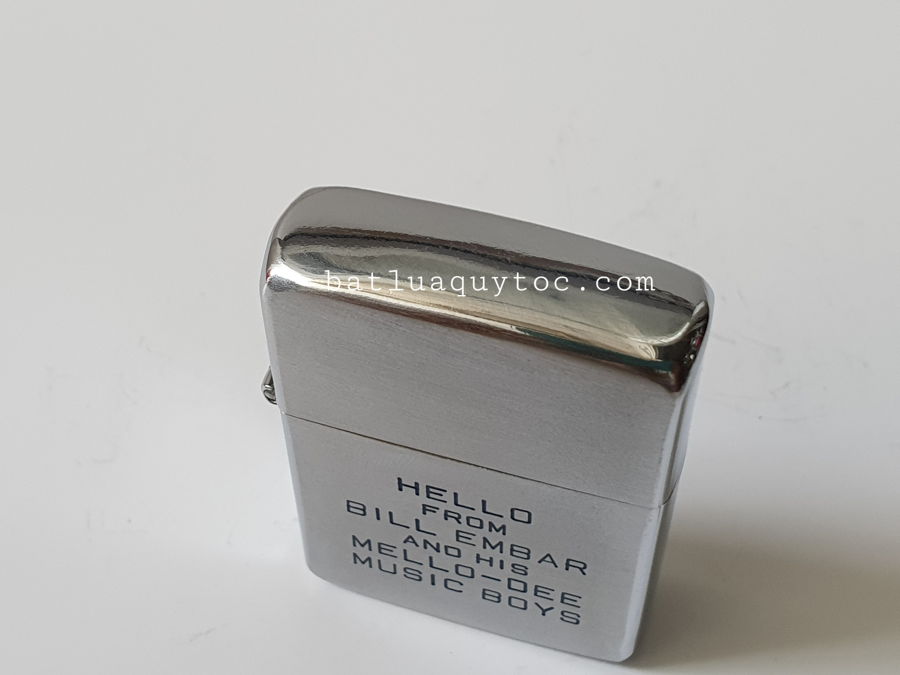 batluaquytoc.com
HELLO
FROM
BILL EMBAR
AND HIS
MELLO-DEE
MUSIC BOYS